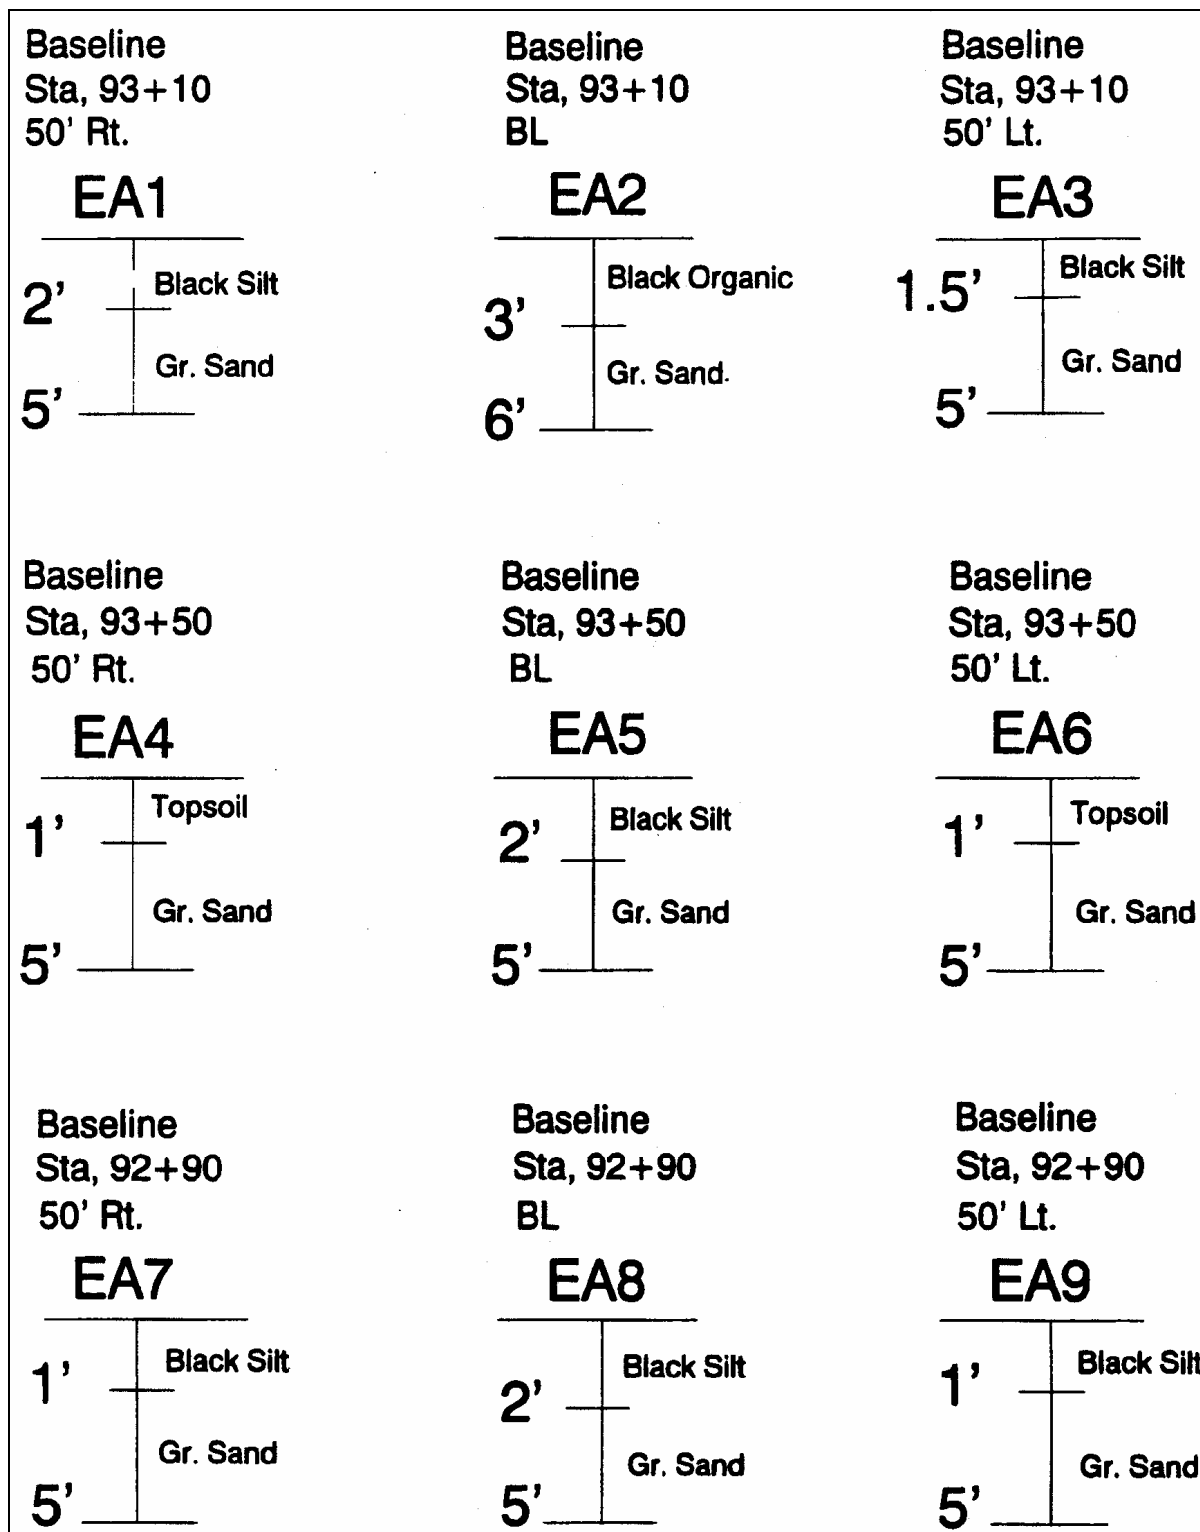 Baseline
Sta, 93+10
50' Rt.
EA1
Black Silt
2'
Gr. Sand
5'
Baseline
Sta, 93+10
BL
EA2
Black Organic
3'
Gr. Sand.
6'
Baseline
Sta, 93+10
50' Lt.
EA3
Black Silt
1.5'
Gr. Sand
5'
Baseline
Sta, 93+50
50' Rt.
EA4
Topsoil
1'
Gr. Sand
5'
Baseline
Sta, 93+50
BL
EA5
Black Silt
2'
Gr. Sand
5'
Baseline
Sta, 93+50
50' Lt.
EA6
Topsoil
1'
Gr. Sand
5'
Baseline
Sta, 92+90
50' Rt.
EA7
Black Silt
1'
Gr. Sand
5'
Baseline
Sta, 92+90
BL
EA8
Black Silt
2'
Gr. Sand
5'
Baseline
Sta, 92+90
50' Lt.
EA9
Black Silt
1'
Gr. Sand
5'